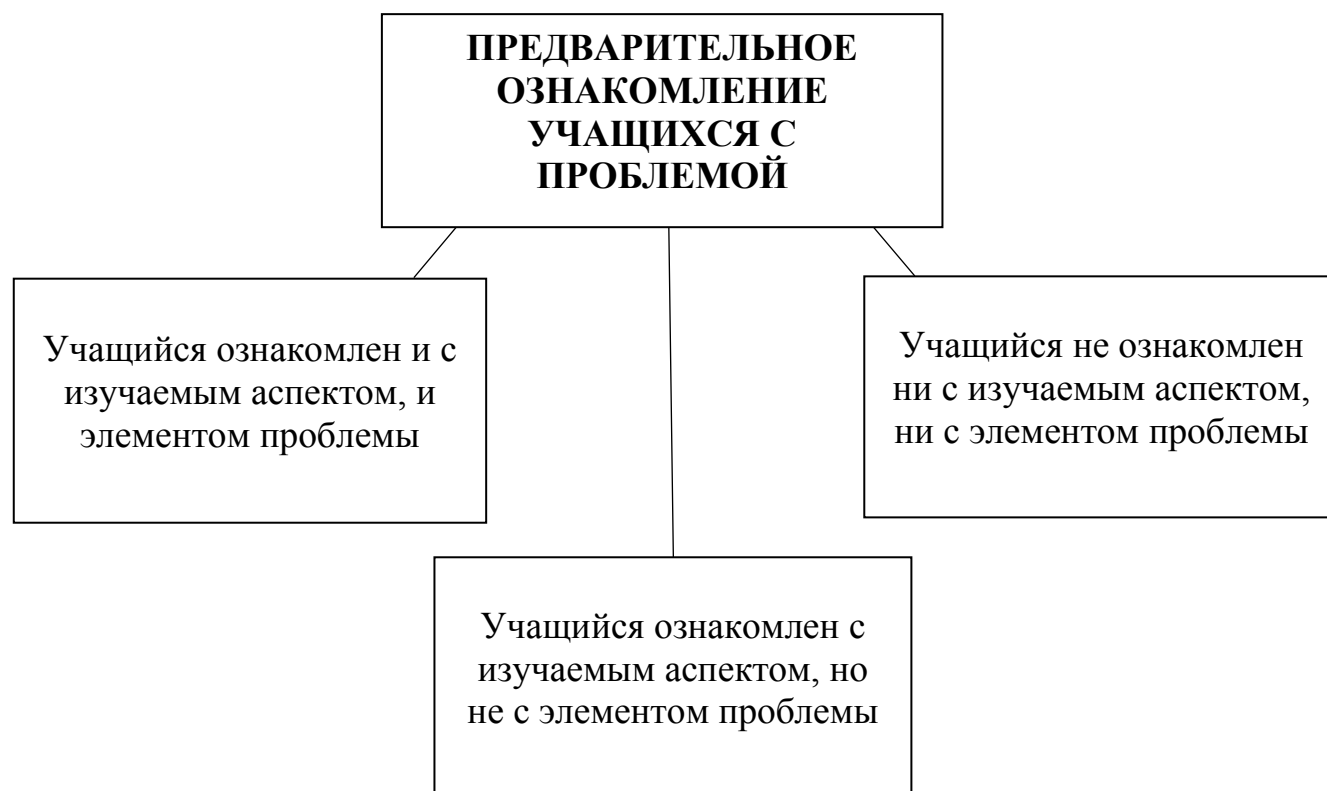 ПРЕДВАРИТЕЛЬНОЕ
ОЗНАКОМЛЕНИЕ
УЧАЩИХСЯ С
ПРОБЛЕМОЙ
Учащийся ознакомлен и с
изучаемым аспектом, и
элементом проблемы
Учащийся не ознакомлен
ни с изучаемым аспектом,
ни с элементом проблемы
Учащийся ознакомлен с
изучаемым аспектом, но
не с элементом проблемы